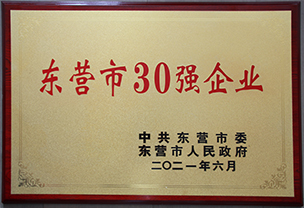 东营市30强企业
中共东营市委
东营市人民政府
二〇二一年六月